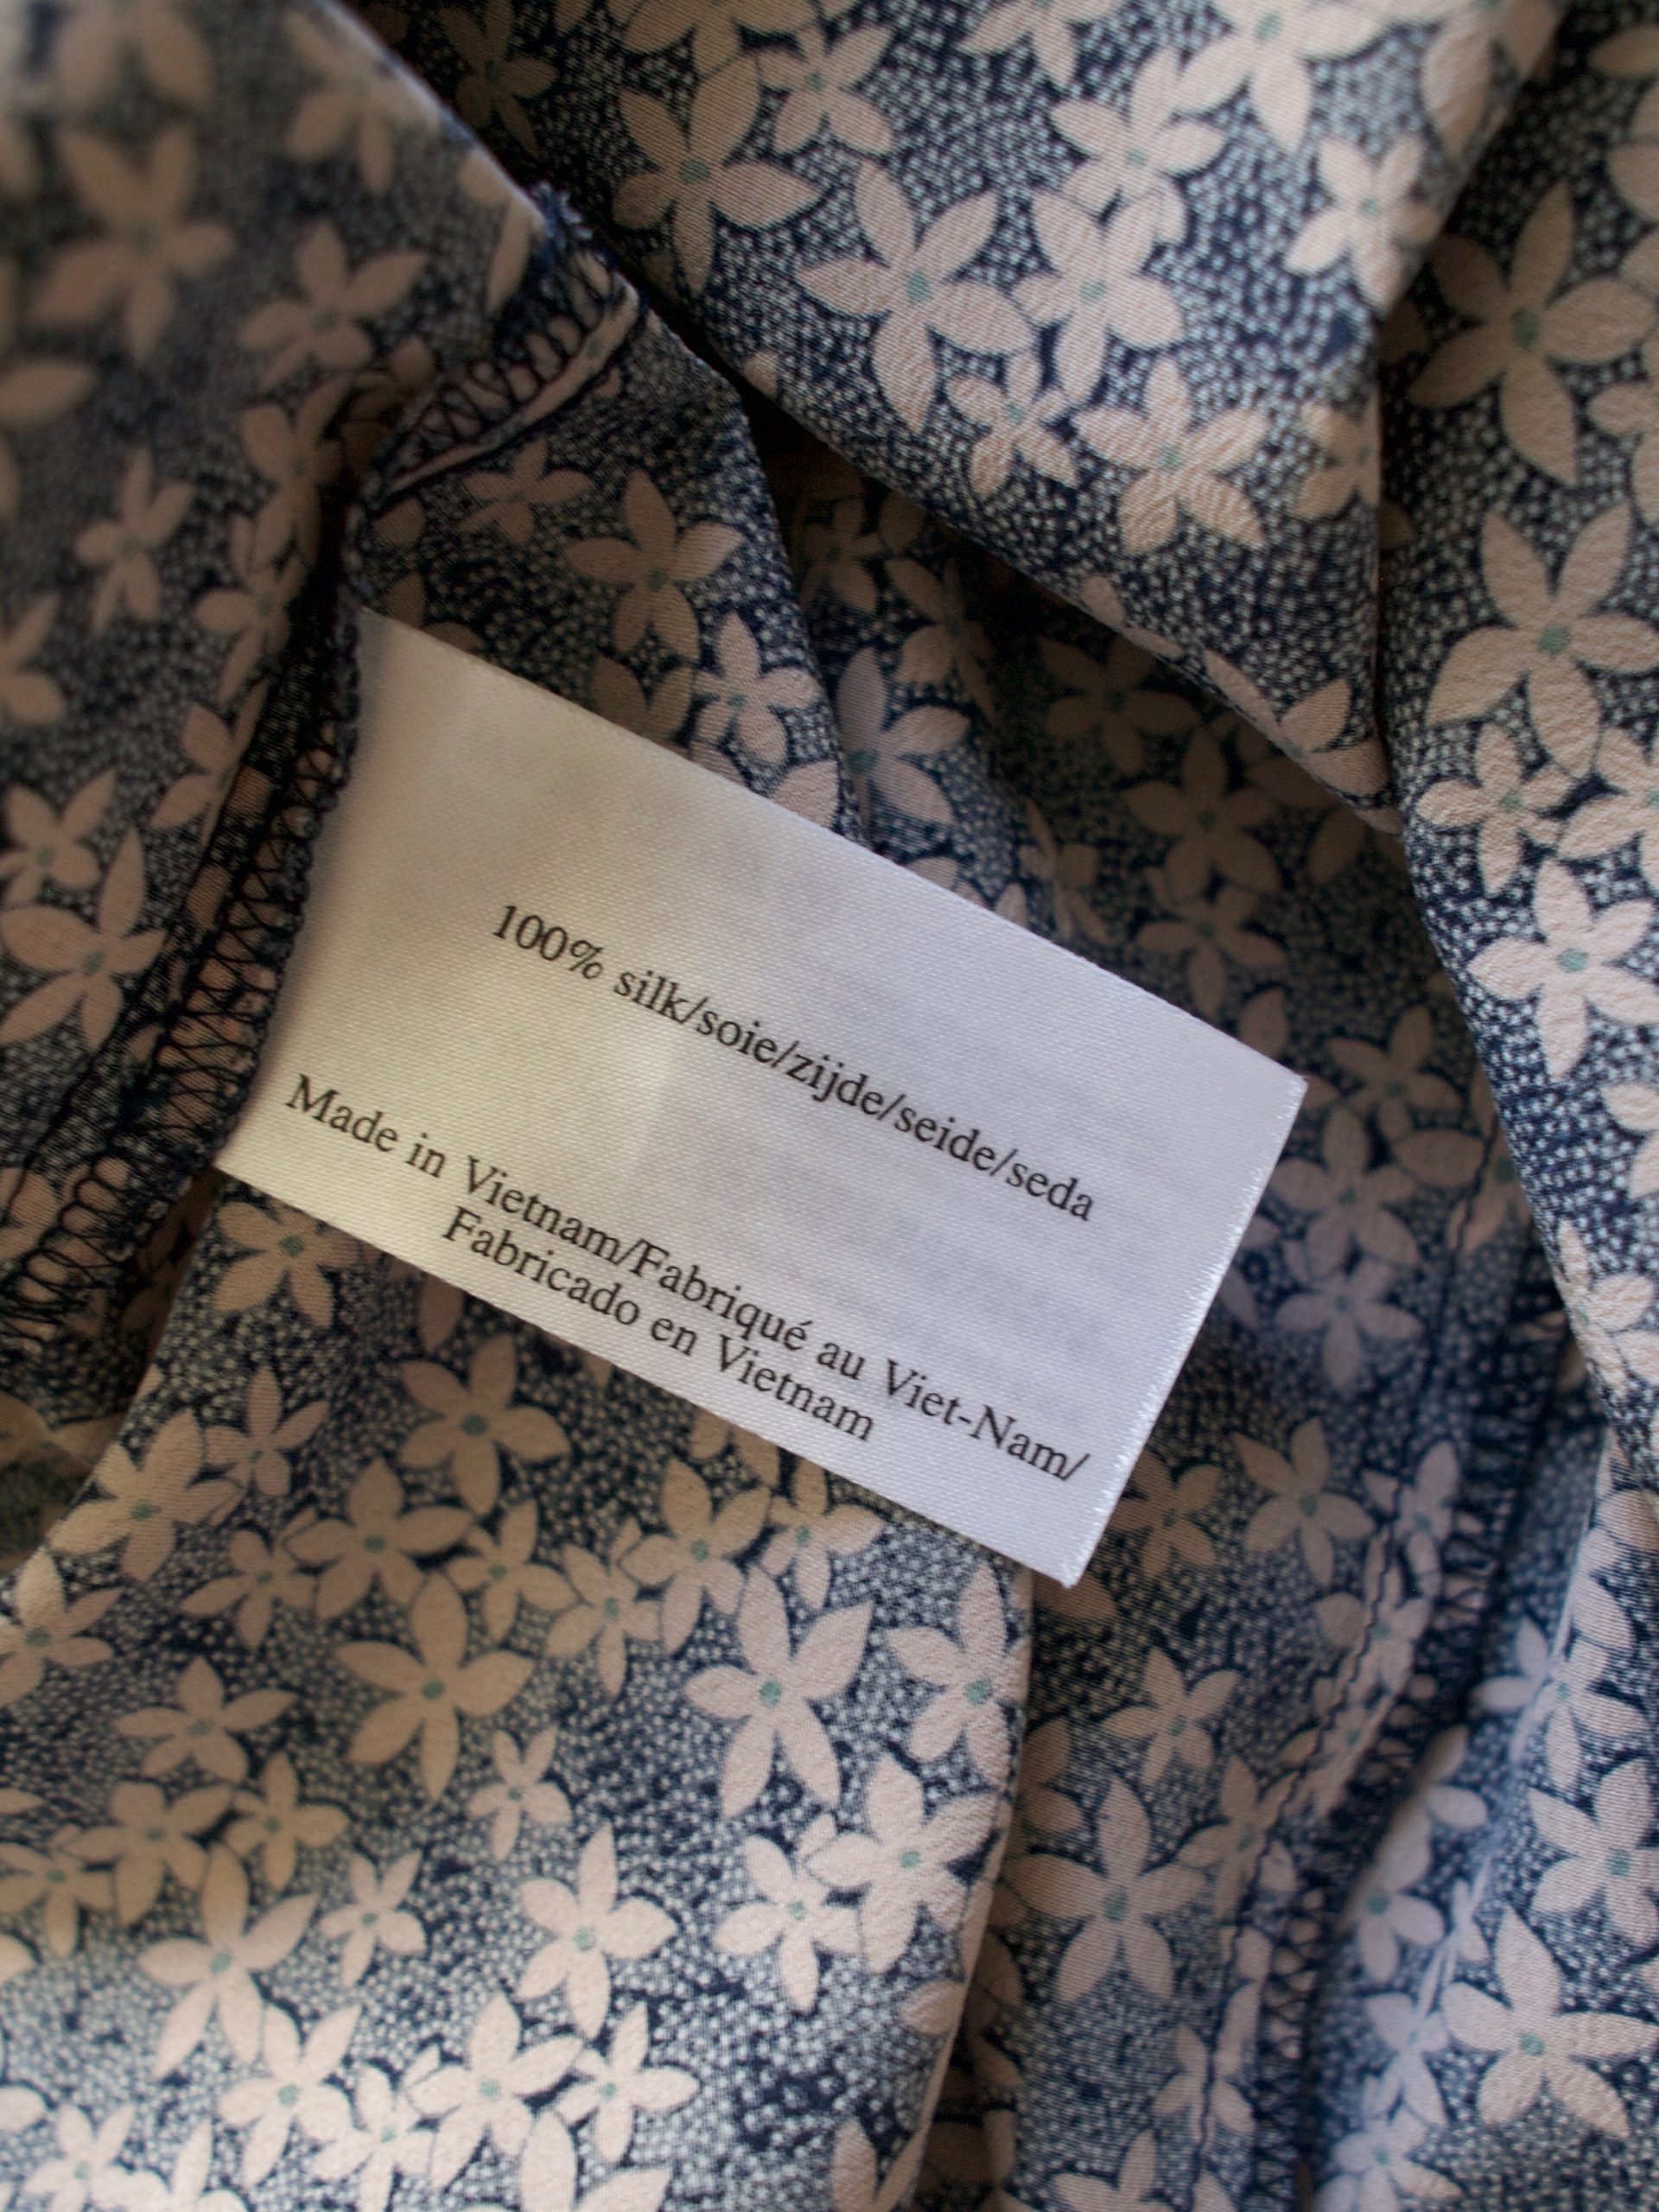 100% silk/soie/zijde/seide/seda
Made in Vietnam/Fabriqué au Viet-Nam/
Fabricado en Vietnam